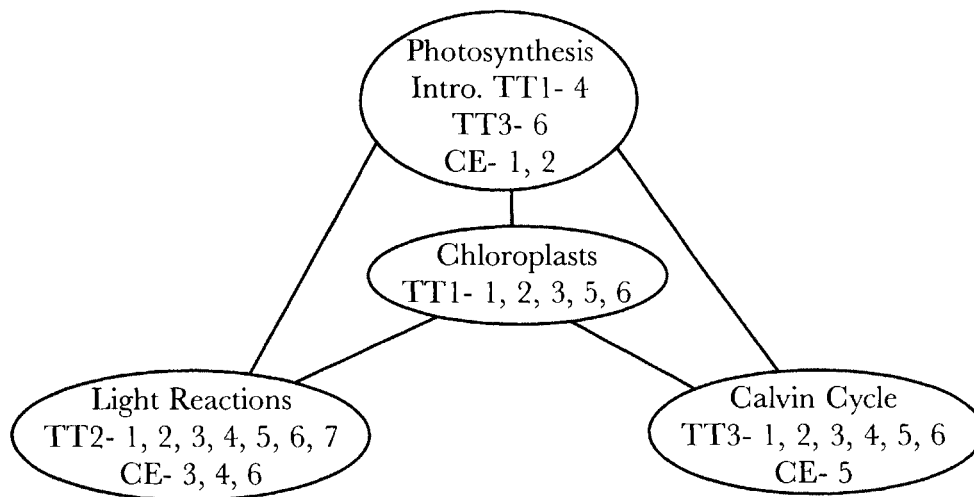 Photosynthesis
Intro. TT1- 4
TT3- 6
CE- 1, 2
Chloroplasts
TT1- 1, 2, 3, 5, 6
Light Reactions
TT2- 1, 2, 3, 4, 5, 6, 7
CE- 3, 4, 6
Calvin Cycle
TT3- 1, 2, 3, 4, 5, 6
CE- 5